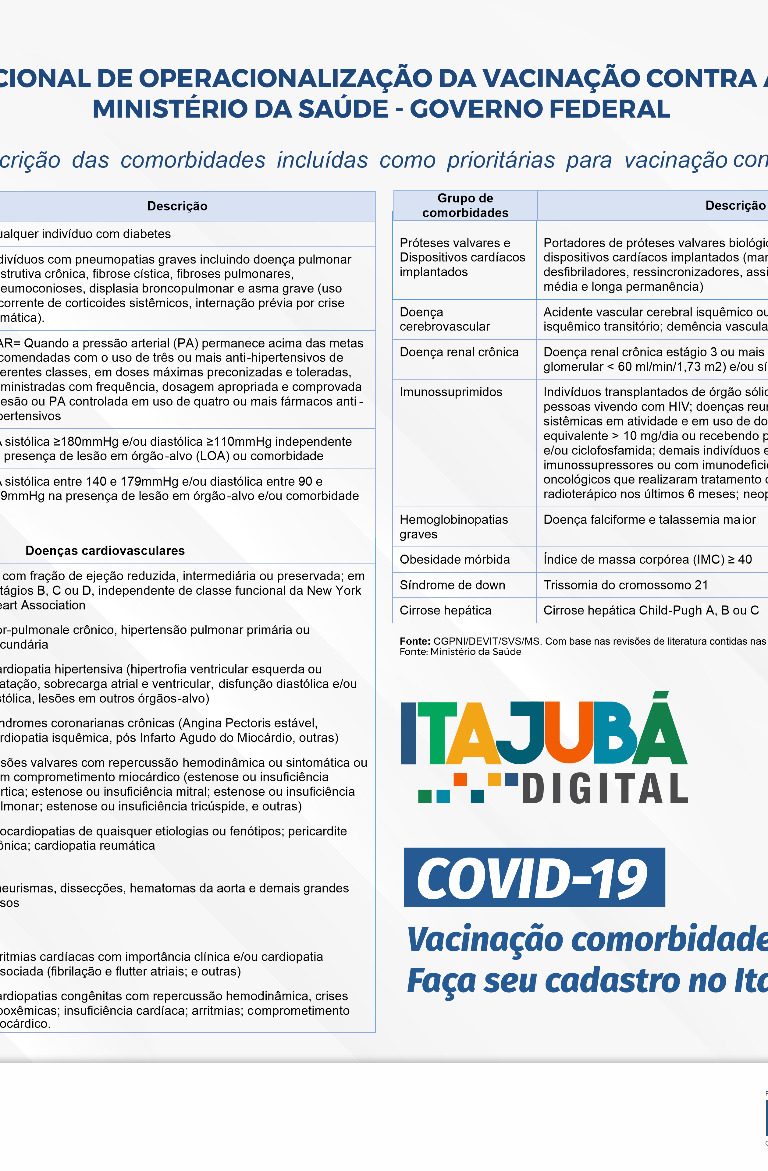 CIONAL DE OPERACIONALIZAÇÃO DA VACINAÇÃO CONTRA A
MINISTÉRIO DA SAÚDE - GOVERNO FEDERAL
crição das comorbidades incluídas como prioritárias para vacinação con
Descrição
ualquer indivíduo com diabetes
divíduos com pneumopatias graves incluindo doença pulmonar
strutiva crônica, fibrose cística, fibroses pulmonares,
eumoconioses, displasia broncopulmonar e asma grave (uso
corrente de corticoides sistêmicos, internação prévia por crise
mática).
AR= Quando a pressão arterial (PA) permanece acima das metas
comendadas com o uso de três ou mais anti-hipertensivos de
erentes classes, em doses máximas preconizadas e toleradas,
ministradas com frequência, dosagem apropriada e comprovada
esão ou PA controlada em uso de quatro ou mais fármacos anti-
pertensivos
sistólica ≥180mmHg e/ou diastólica ≥110mmHg independente
presença de lesão em órgão-alvo (LOA) ou comorbidade
sistólica entre 140 e 179mmHg e/ou diastólica entre 90 e
9mmHg na presença de lesão em órgão-alvo e/ou comorbidade
Doenças cardiovasculares
com fração de ejeção reduzida, intermediária ou preservada; em
tágios B, C ou D, independente de classe funcional da New York
eart Association
or-pulmonale crônico, hipertensão pulmonar primária ou
cundária
ardiopatia hipertensiva (hipertrofia ventricular esquerda ou
atação, sobrecarga atrial e ventricular, disfunção diastólica e/ou
stólica, lesões em outros órgãos-alvo)
ndromes coronarianas crônicas (Angina Pectoris estável,
rdiopatia isquêmica, pós Infarto Agudo do Miocárdio, outras)
sões valvares com repercussão hemodinâmica ou sintomática ou
m comprometimento miocárdico (estenose ou insuficiência
rtica; estenose ou insuficiência mitral; estenose ou insuficiência
lmonar; estenose ou insuficiência tricúspide, e outras)
ocardiopatias de quaisquer etiologias ou fenótipos; pericardite
ônica; cardiopatia reumática
neurismas, dissecções, hematomas da aorta e demais grandes
sos
ritmias cardíacas com importância clínica e/ou cardiopatia
sociada (fibrilação e flutter atriais; e outras)
ardiopatias congênitas com repercussão hemodinâmica, crises
poxêmicas; insuficiência cardíaca; arritmias; comprometimento
ocárdico.
Grupo de
comorbidades
Descrição
Próteses valvares e
Dispositivos cardíacos
implantados
Portadores de próteses valvares biológic
dispositivos cardíacos implantados (mar
desfibriladores, ressincronizadores, assi
média e longa permanência)
Doença
cerebrovascular
Acidente vascular cerebral isquêmico ou
isquêmico transitório; demência vascula
Doença renal crônica
Doença renal crônica estágio 3 ou mais
glomerular < 60 ml/min/1,73 m2) e/ou sí
Imunossuprimidos
Indivíduos transplantados de órgão sólic
pessoas vivendo com HIV; doenças reun
sistêmicas em atividade e em uso de do
equivalente > 10 mg/dia ou recebendo p
e/ou ciclofosfamida; demais indivíduos e
imunossupressores ou com imunodefici
oncológicos que realizaram tratamento c
radioterápico nos últimos 6 meses; neop
Hemoglobinopatias
graves
Doença falciforme e talassemia maior
Obesidade mórbida
Índice de massa corpórea (IMC) ≥ 40
Síndrome de down
Trissomia do cromossomo 21
Cirrose hepática
Cirrose hepática Child-Pugh A, B ou C
Fonte: CGPNI/DEVIT/SVS/MS. Com base nas revisões de literatura contidas nas
Fonte: Ministério da Saúde
ITAJUBÁ
DIGITAL
COVID-19
Vacinação comorbidade
Faça seu cadastro no Ita